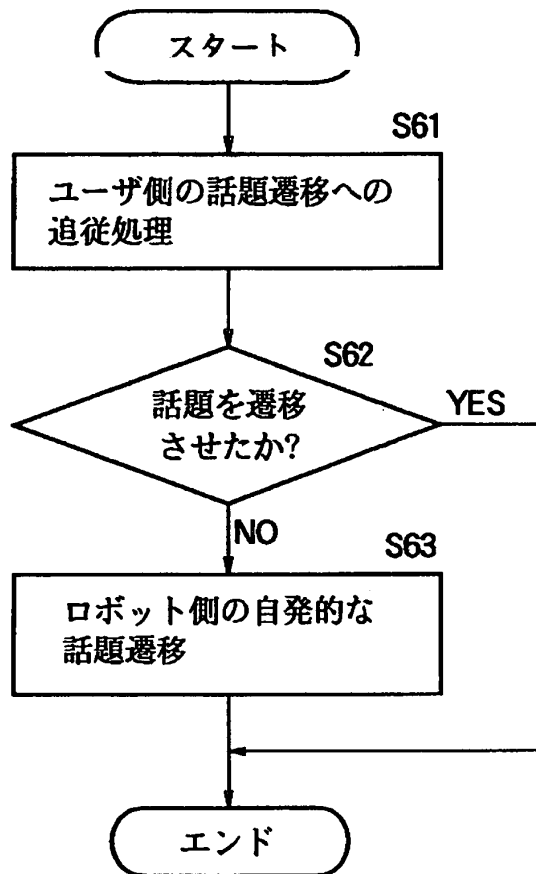 スタート
S61
ユーザ側の話題遷移への
追従処理
S62
話題を遷移
させたか?
YES
NO
S63
ロボット側の自発的な
話題遷移
エンド